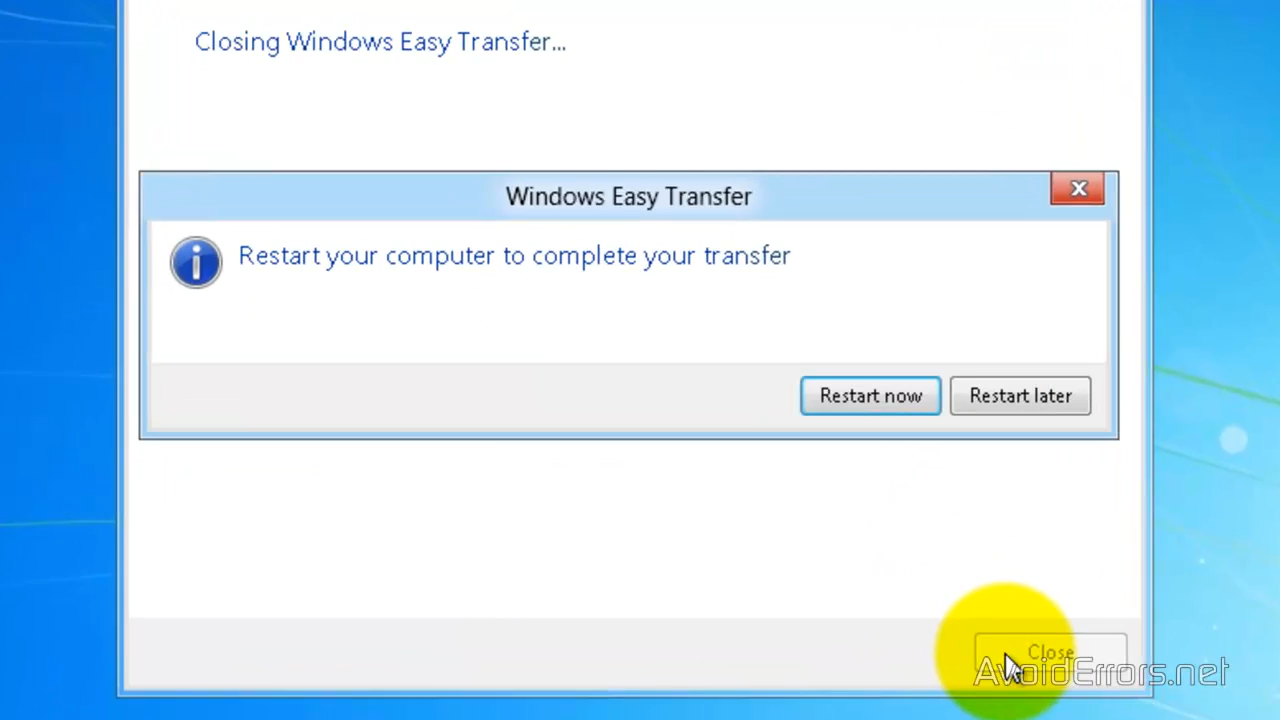 Closing Windows Easy Transfer...
Windows Easy Transfer
Restart your computer to complete your transfer
Restart now
Restart later
Close
AvoidErrors.net